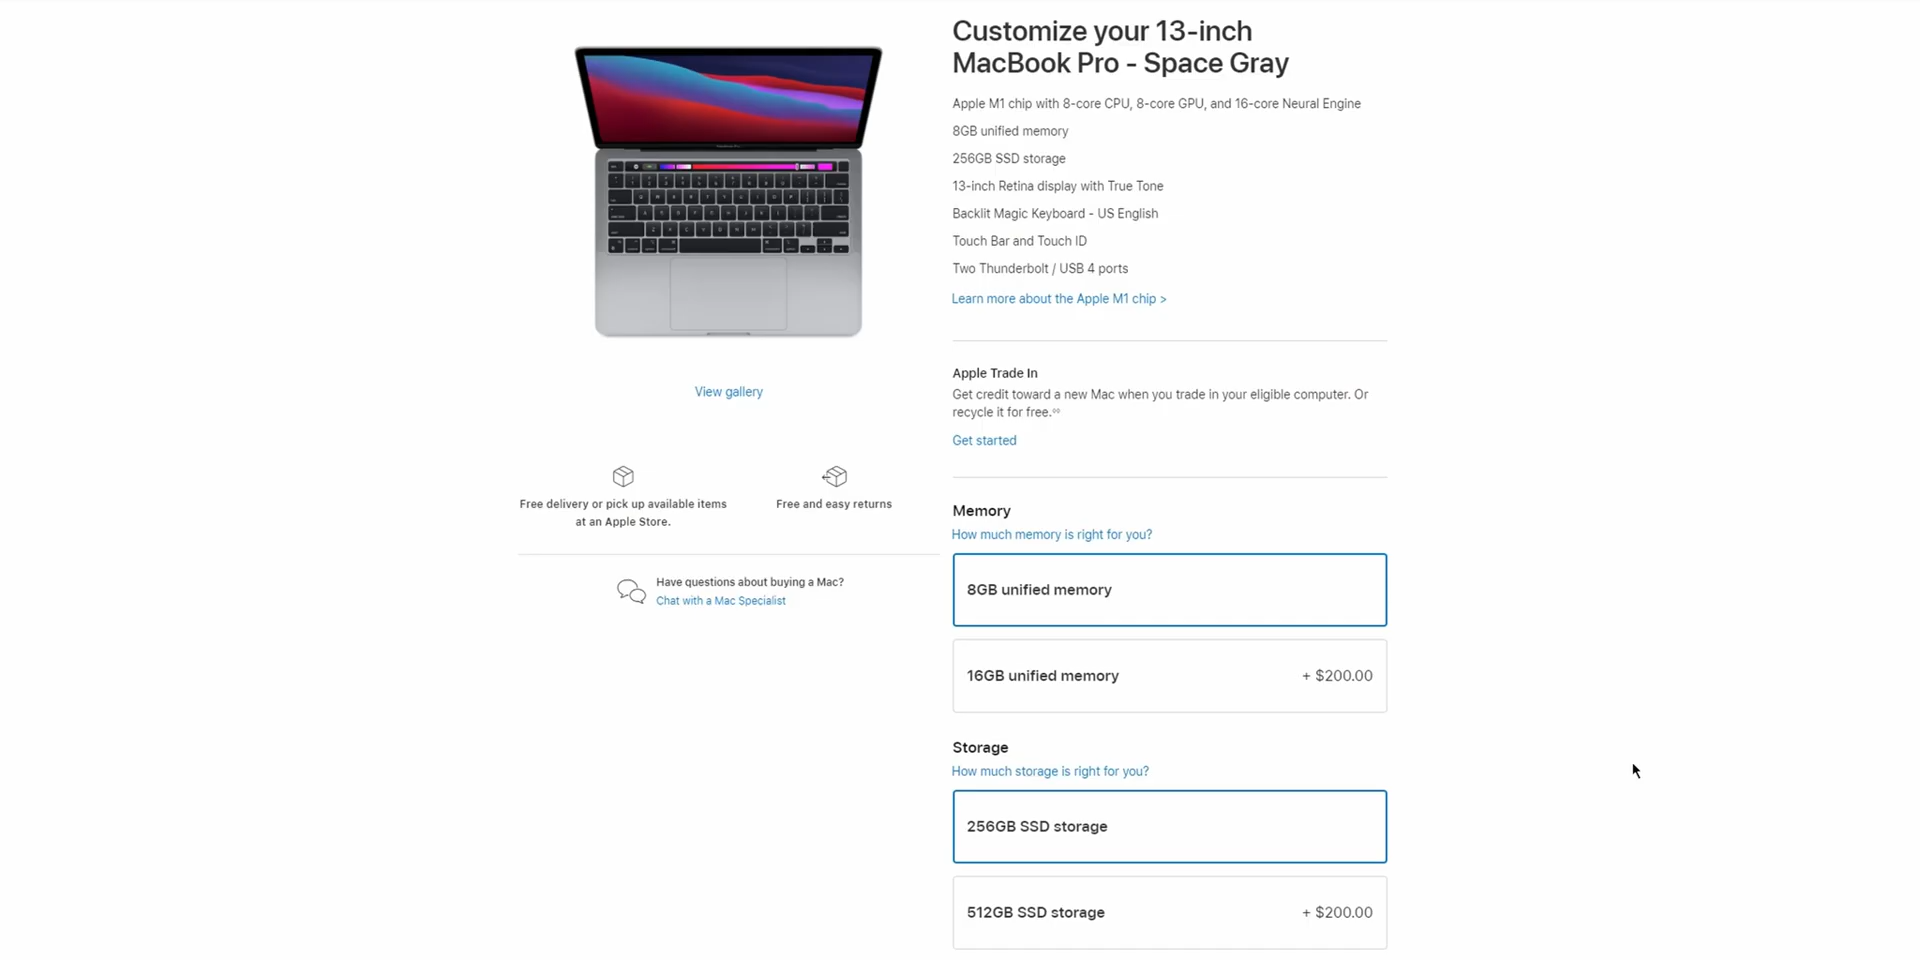 Customize your 13-inch
MacBook Pro - Space Gray
Apple M1 chip with 8-core CPU, 8-core GPU, and 16-core Neural Engine
8GB unified memory
256GB SSD storage
13-inch Retina display with True Tone
Backlit Magic Keyboard - US English
Touch Bar and Touch ID
Two Thunderbolt / USB 4 ports
Learn more about the Apple M1 chip >
View gallery
Free delivery or pick up available items
at an Apple Store.
Free and easy returns
Have questions about buying a Mac?
Chat with a Mac Specialist
Apple Trade In
Get credit toward a new Mac when you trade in your eligible computer. Or
recycle it for free.◊◊
Get started
Memory
How much memory is right for you?
8GB unified memory
16GB unified memory + $200.00
Storage
How much storage is right for you?
256GB SSD storage
512GB SSD storage + $200.00